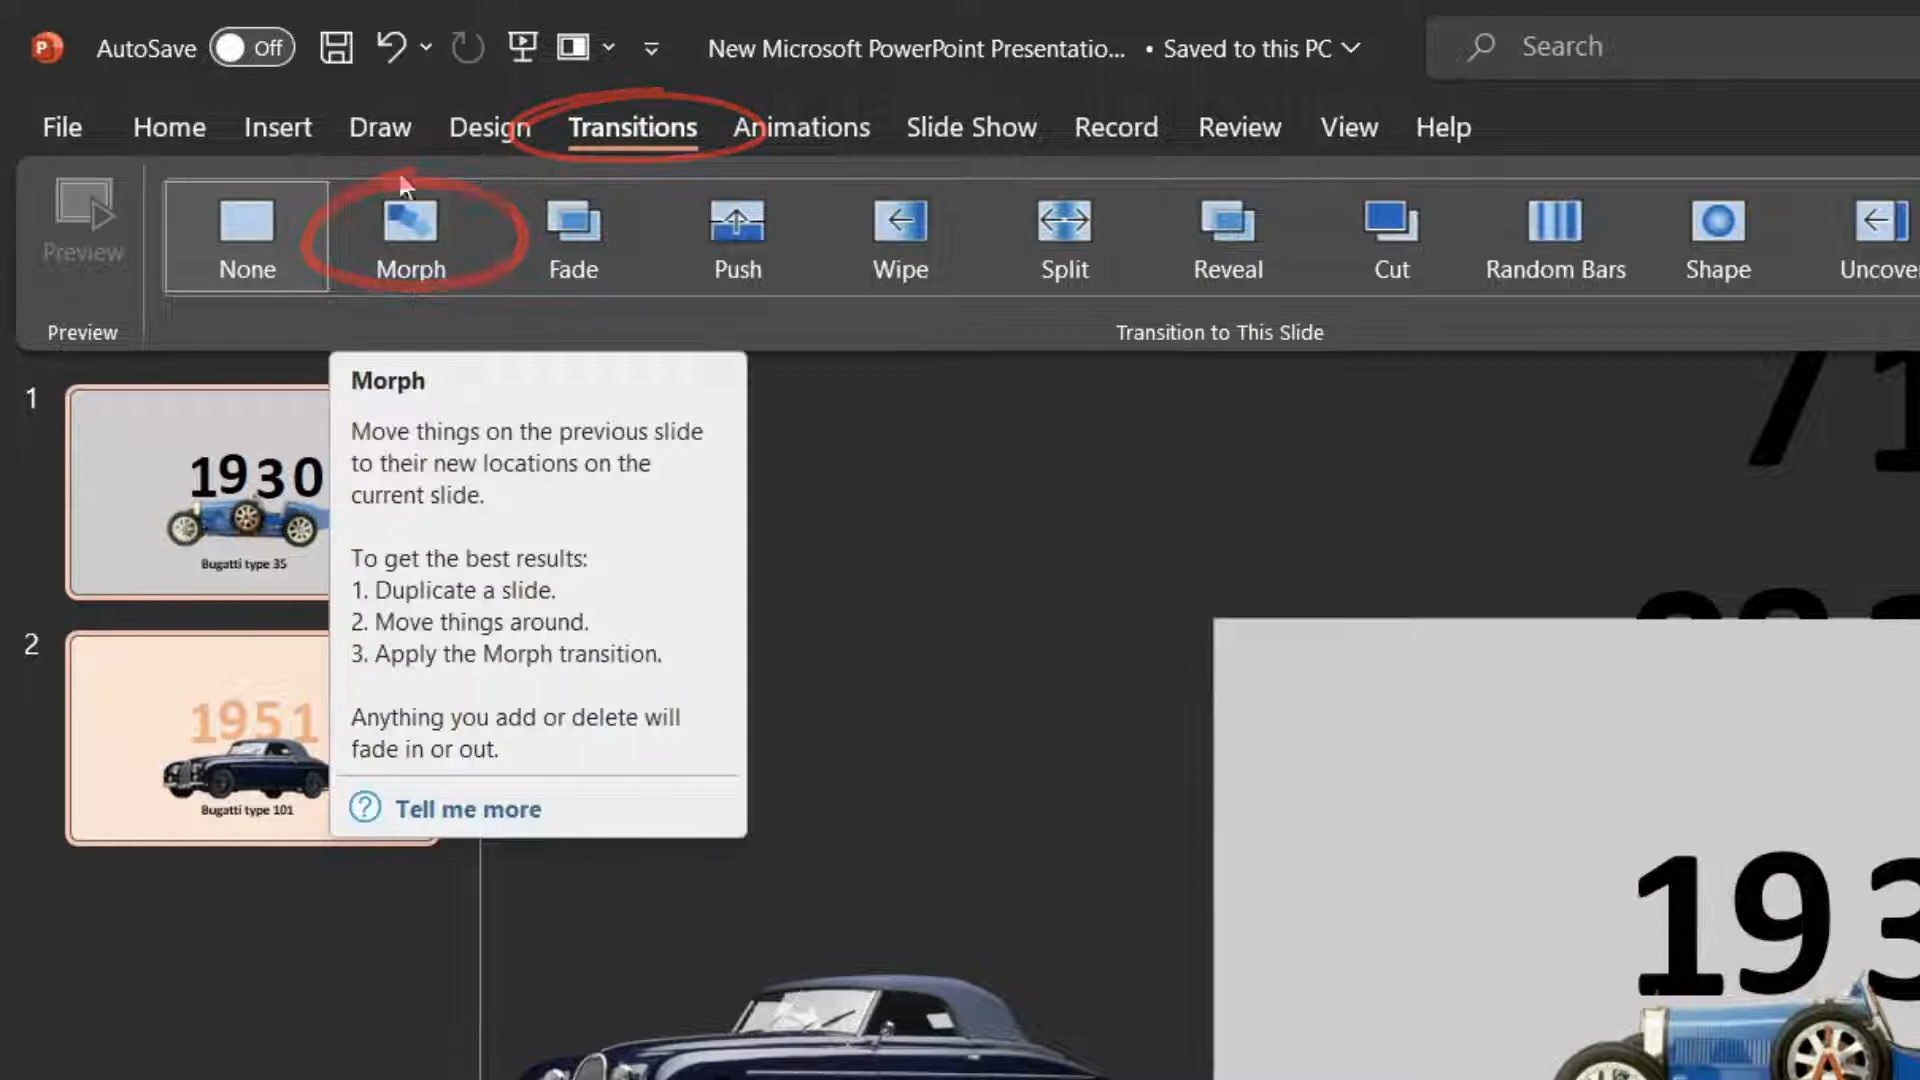 P AutoSave Off New Microsoft PowerPoint Presentatio... • Saved to this PC Search
File Home Insert Draw Design Transitions Animations Slide Show Record Review View Help
Preview None Morph Fade Push Wipe Split Reveal Cut Random Bars Shape Uncover
Preview Transition to This Slide
Morph
Move things on the previous slide
to their new locations on the
current slide.
To get the best results:
1. Duplicate a slide.
2. Move things around.
3. Apply the Morph transition.
Anything you add or delete will
fade in or out.
Tell me more
1
1930
Bugatti type 35
2
1951
Bugatti type 101
71
193